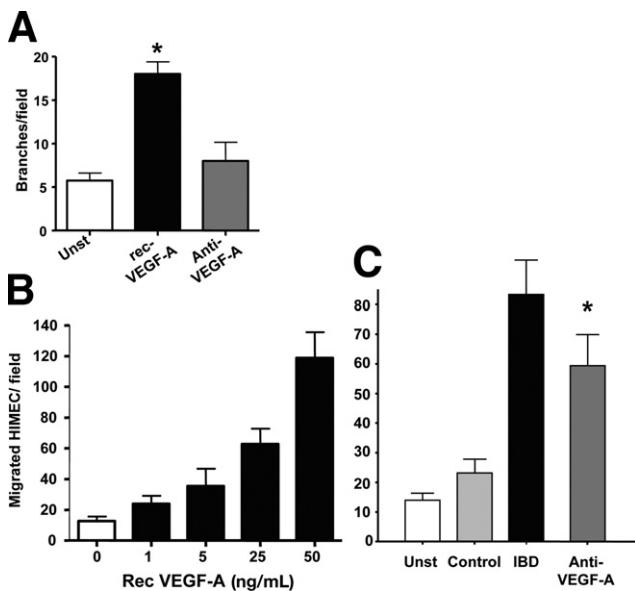 A
*
20
15
10
5
0
Branches/field
Unst
rec-
VEGF-A
Anti-
VEGF-A
B
140
120
100
80
60
40
20
0
Migrated HIMEC/ field
0 1 5 25 50
Rec VEGF-A (ng/mL)
C
*
80
70
60
50
40
30
20
10
0
Unst Control IBD Anti-
VEGF-A